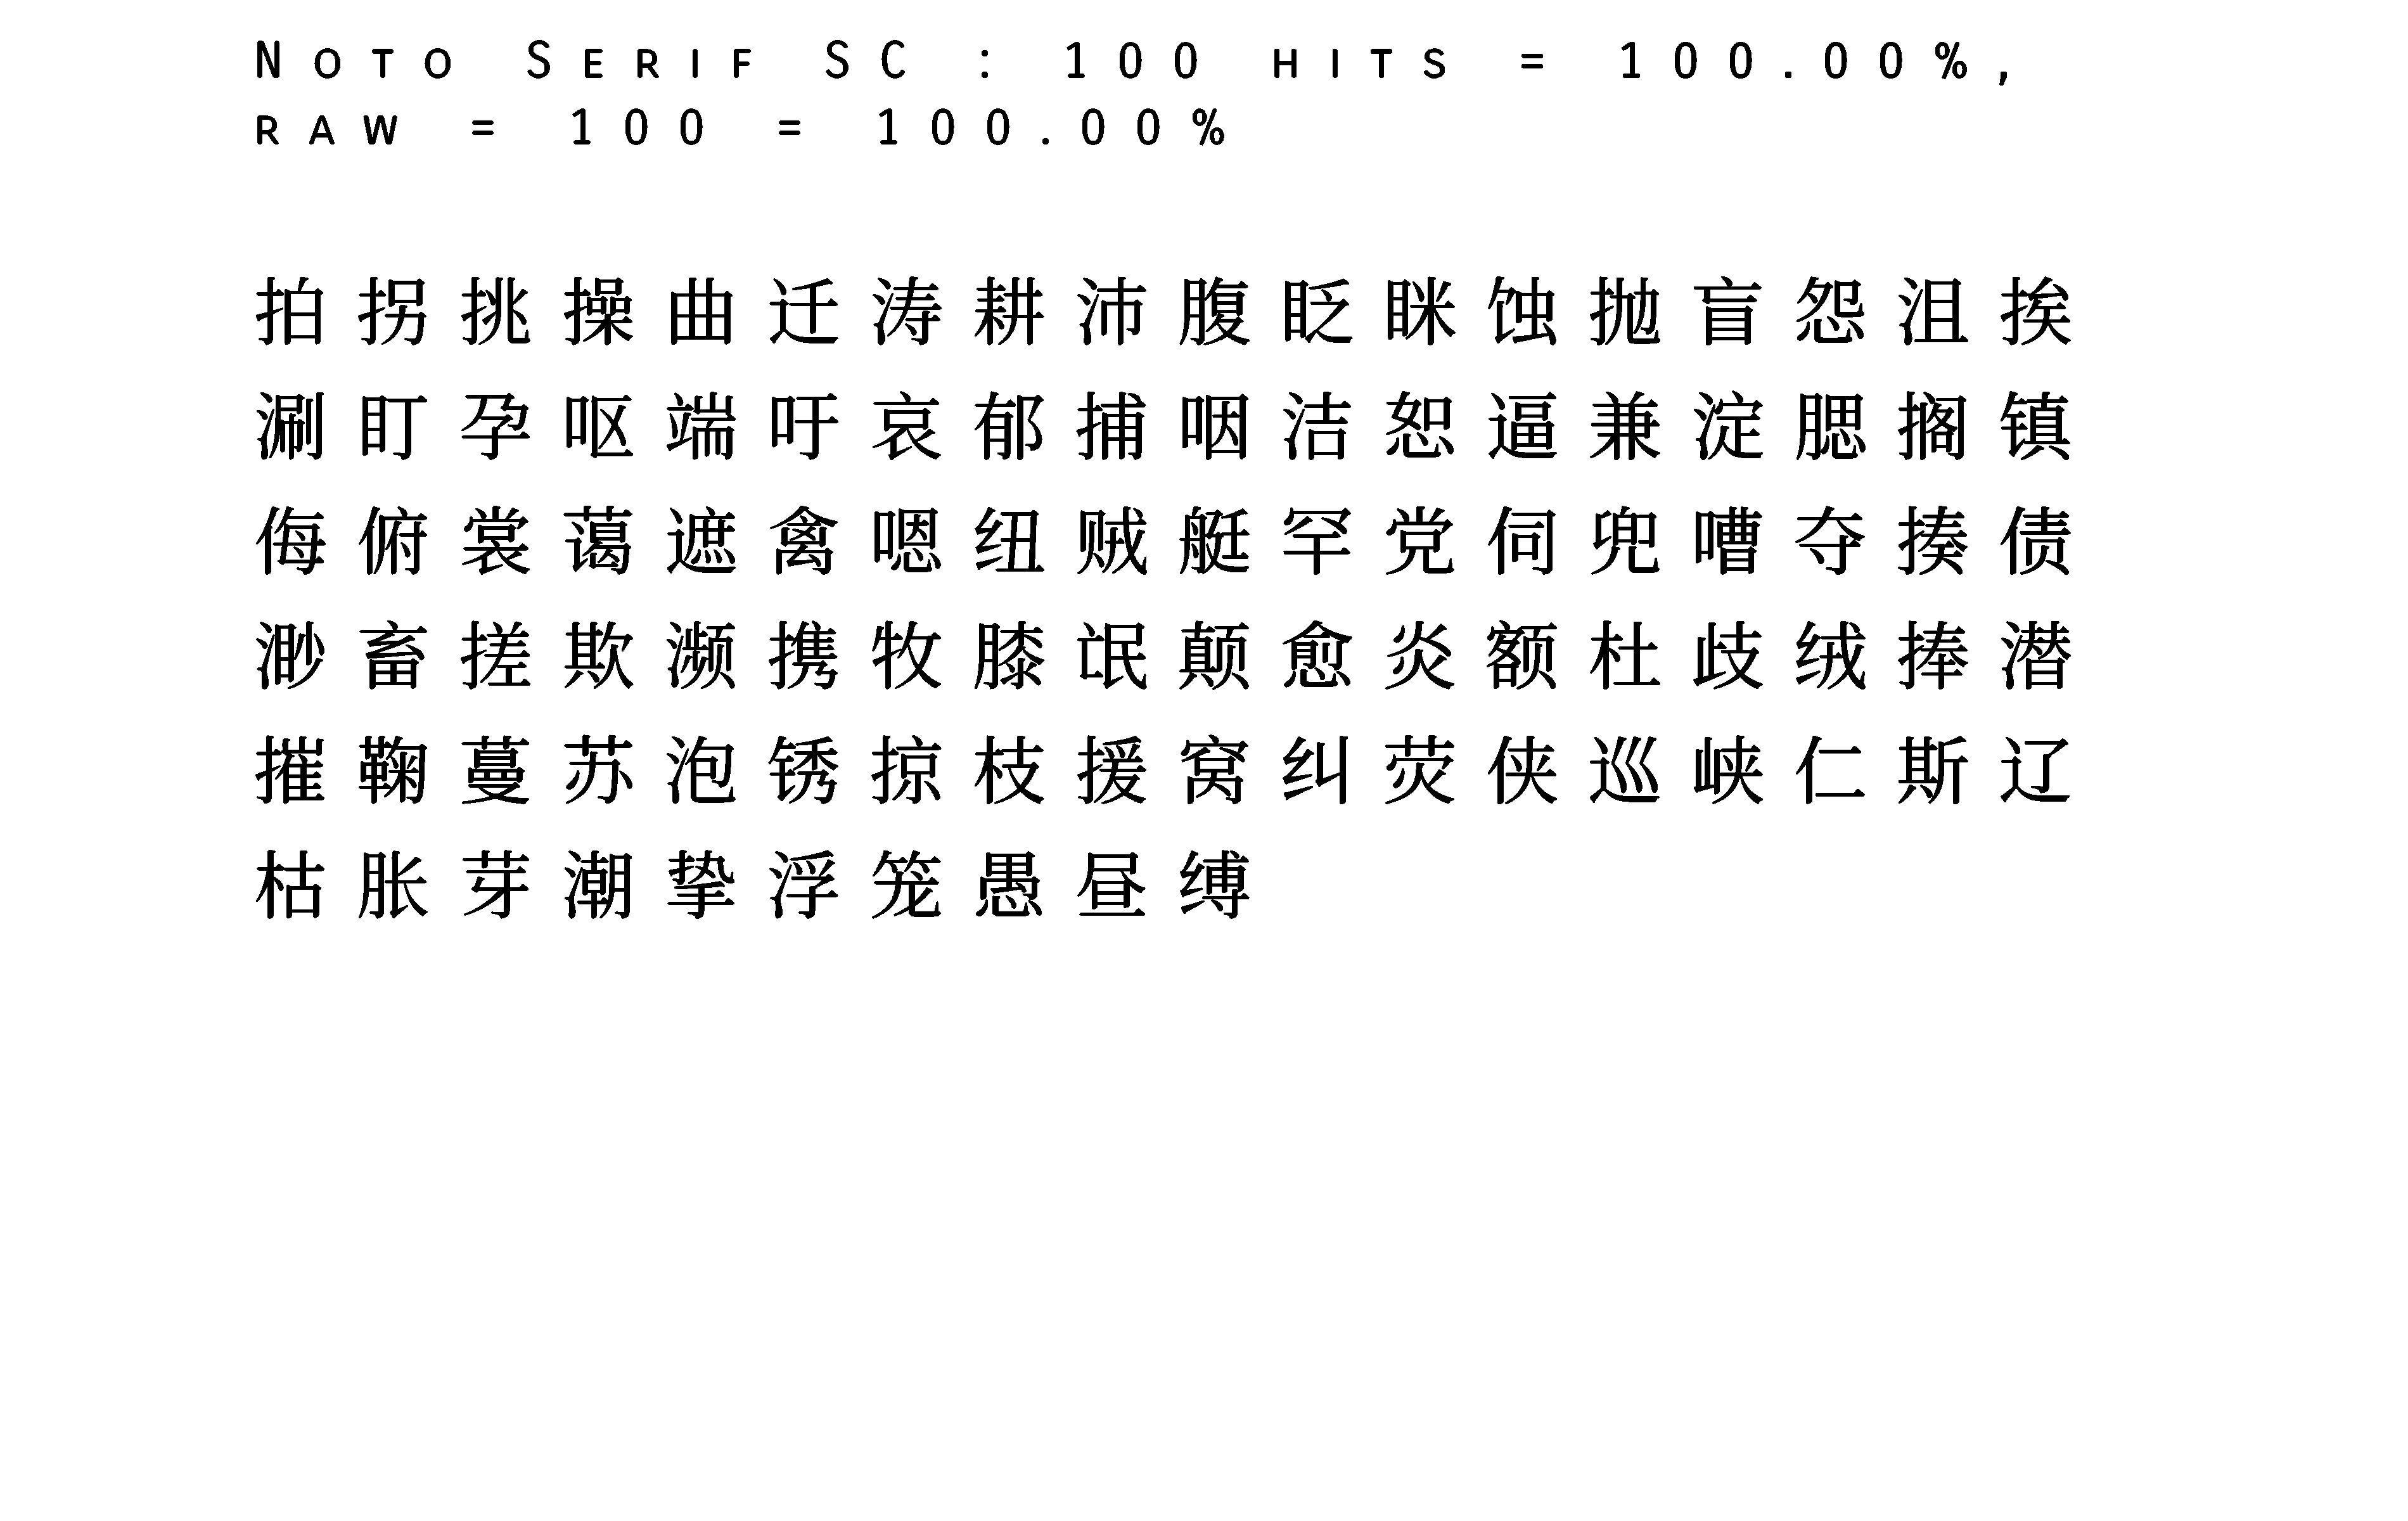 Noto Serif SC : 100 hits = 100.00%,
raw = 100 = 100.00%
拍拐挑操曲迁涛耕沛腹眨眯蚀抛盲怨沮挨
涮盯孕呕端吁哀郁捕咽洁恕逼兼淀腮搁镇
侮俯裳蔼遮禽嗯纽贼艇罕党伺兜嘈夺揍债
渺畜搓欺濒携牧膝氓颠愈炎额杜歧绒捧潜
摧鞠蔓苏泡锈掠枝援窝纠荧侠巡峡仁斯辽
枯胀芽潮挚浮笼愚昼缚